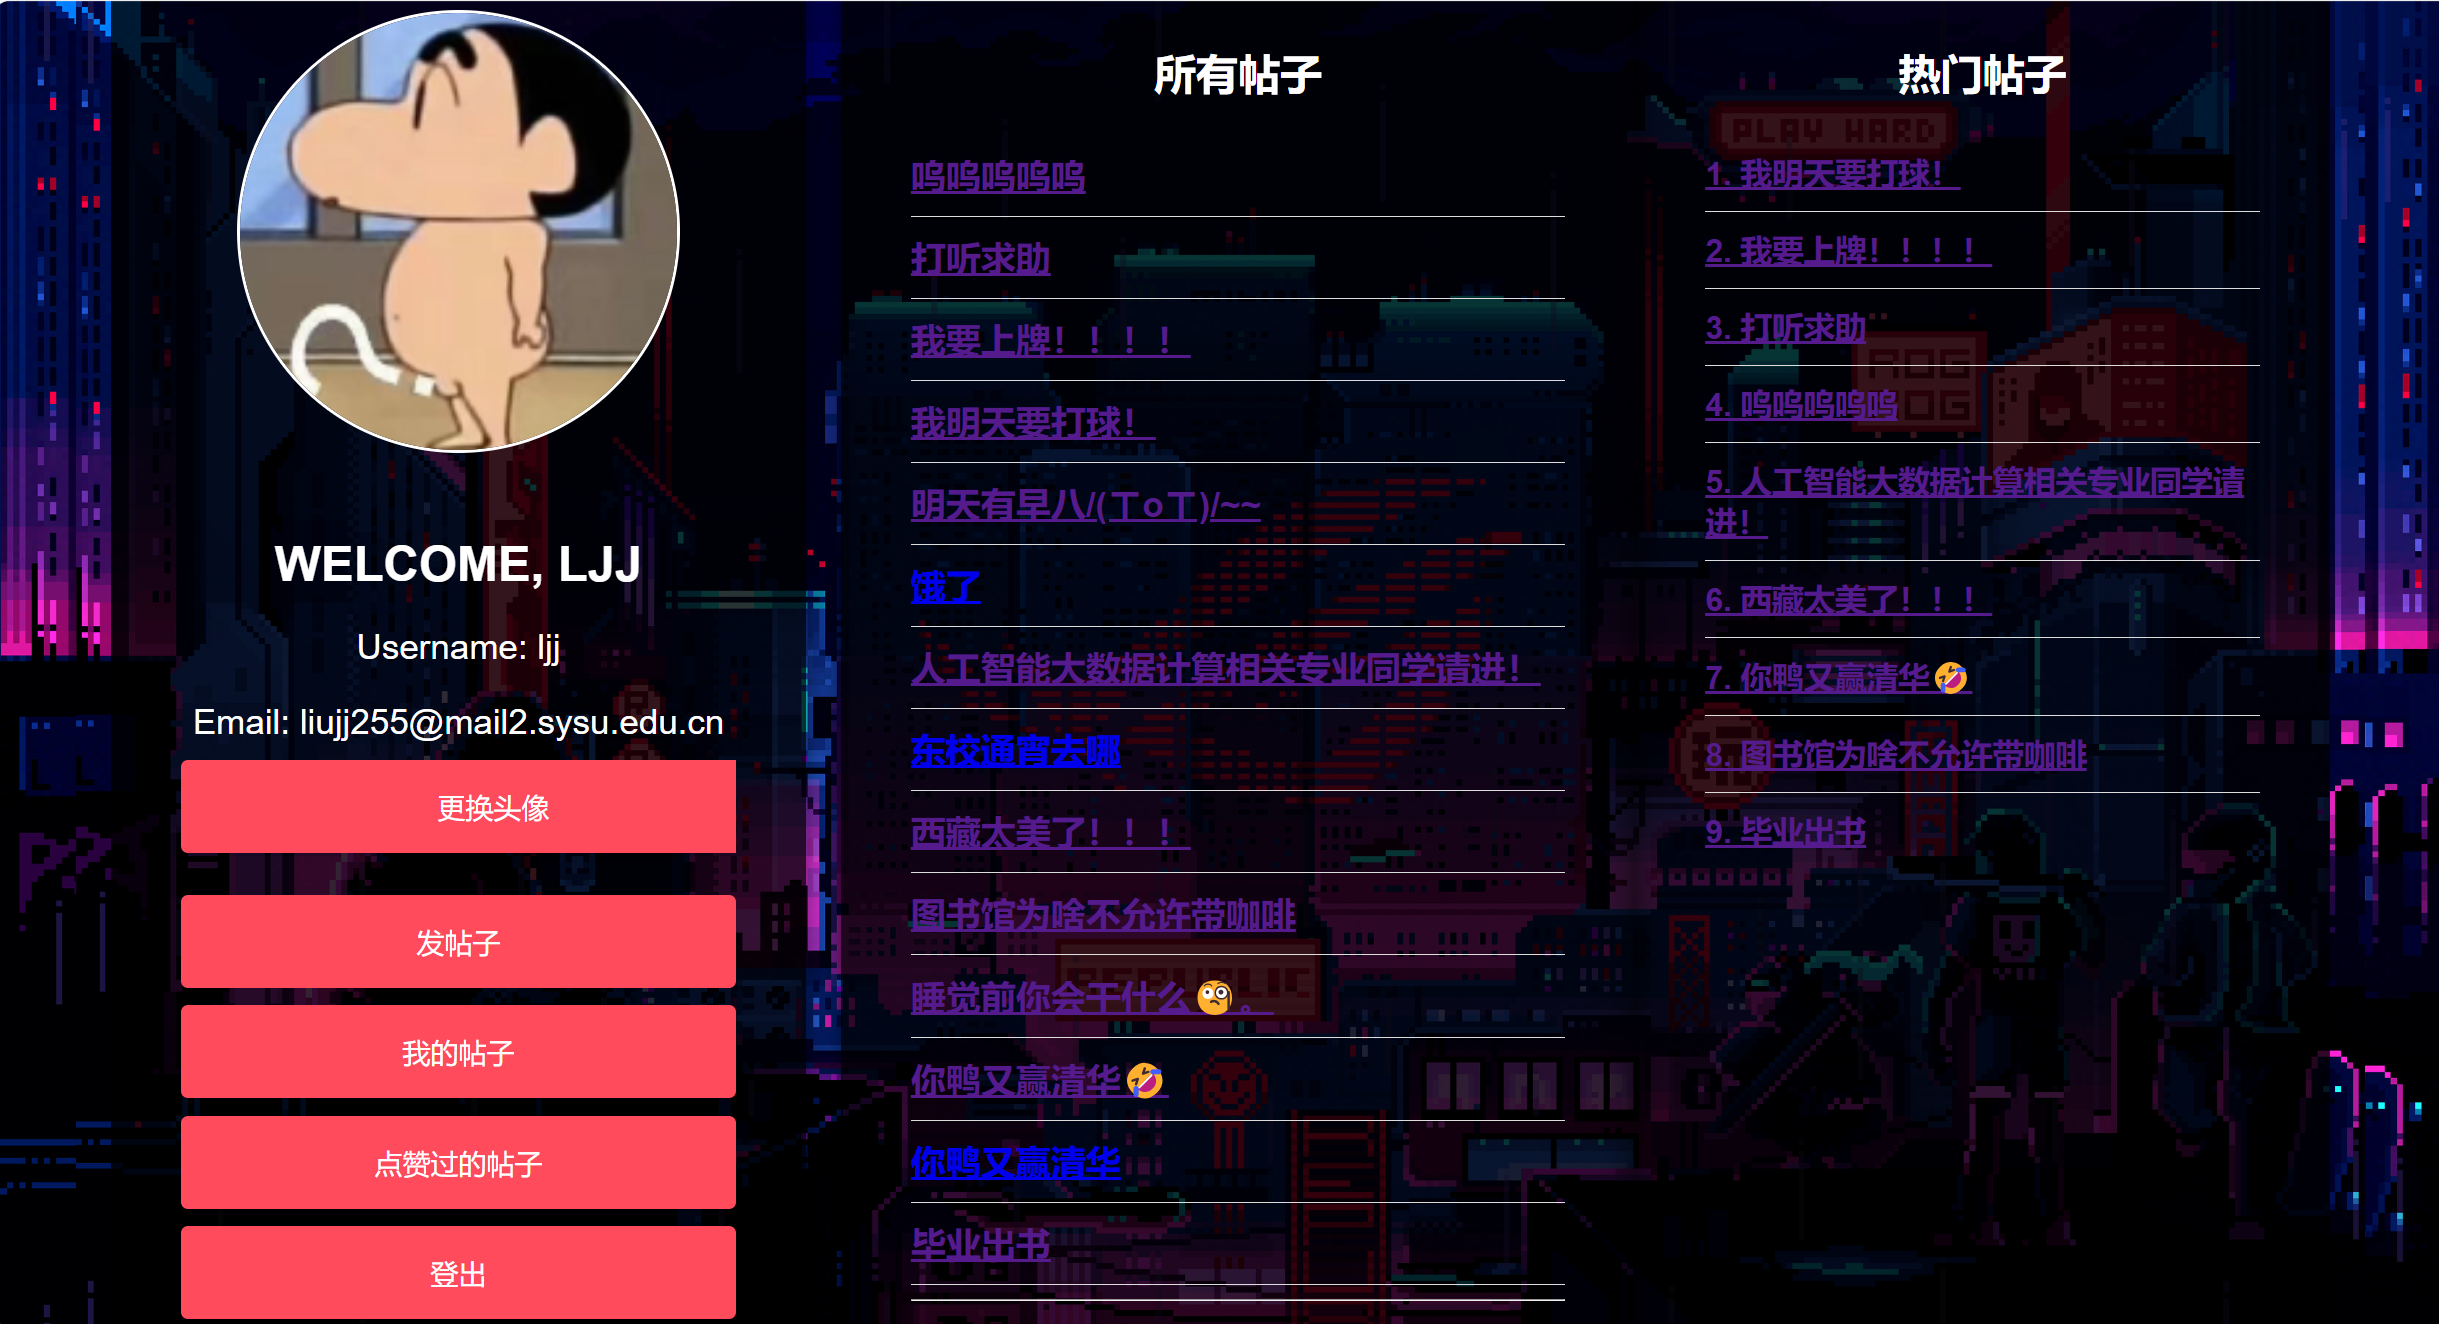 WELCOME, LJJ
Username: ljj
Email: liujj255@mail2.sysu.edu.cn
更换头像
发帖子
我的帖子
点赞过的帖子
登出
所有帖子
呜呜呜呜呜
打听求助
我要上牌！！！！
我明天要打球！
明天有早八/(ㄒoㄒ)/~~
饿了
人工智能大数据计算相关专业同学请进！
东校通宵去哪
西藏太美了！！！
图书馆为啥不允许带咖啡
睡觉前你会干什么🧐。
你鸭又赢清华🤣
你鸭又赢清华
毕业出书
热门帖子
1. 我明天要打球！
2. 我要上牌！！！！
3. 打听求助
4. 呜呜呜呜呜
5. 人工智能大数据计算相关专业同学请
进！
6. 西藏太美了！！！
7. 你鸭又赢清华🤣
8. 图书馆为啥不允许带咖啡
9. 毕业出书
PLAY HARD
ROG